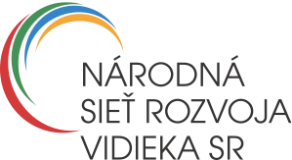 NÁRODNÁ
SIEŤ ROZVOJA
VIDIEKA SR